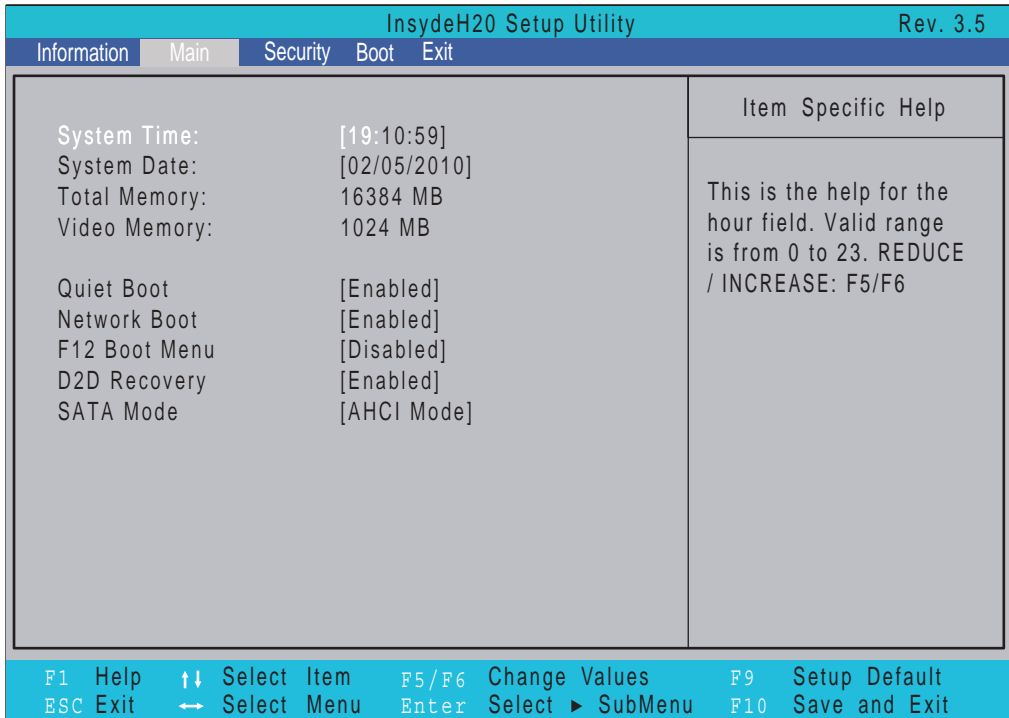 InsydeH20 Setup Utility Rev. 3.5
Information Main Security Boot Exit
System Time: [19:10:59]
System Date: [02/05/2010]
Total Memory: 16384 MB
Video Memory: 1024 MB
Quiet Boot [Enabled]
Network Boot [Enabled]
F12 Boot Menu [Disabled]
D2D Recovery [Enabled]
SATA Mode [AHCI Mode]
Item Specific Help
This is the help for the
hour field. Valid range
is from 0 to 23. REDUCE
/ INCREASE: F5/F6
F1 Help ↑↓ Select Item F5/F6 Change Values F9 Setup Default
ESC Exit ↔ Select Menu Enter Select ► SubMenu F10 Save and Exit